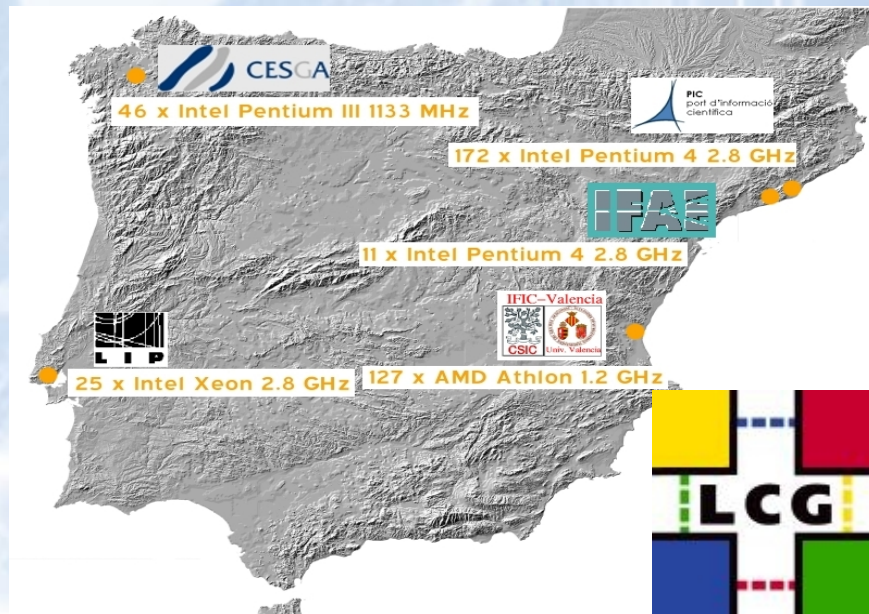 CESGA
46 x Intel Pentium III 1133 MHz
PIC
port d'informació
científica
172 x Intel Pentium 4 2.8 GHz
IFAE
11 x Intel Pentium 4 2.8 GHz
IFIC-Valencia
CSIC
Univ. Valencia
LIP
25 x Intel Xeon 2.8 GHz
127 x AMD Athlon 1.2 GHz
LCG